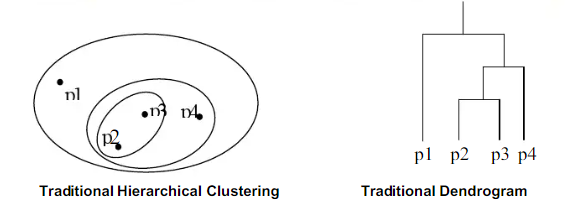 p1
p3 p4
p2
Traditional Hierarchical Clustering
p1 p2 p3 p4
Traditional Dendrogram